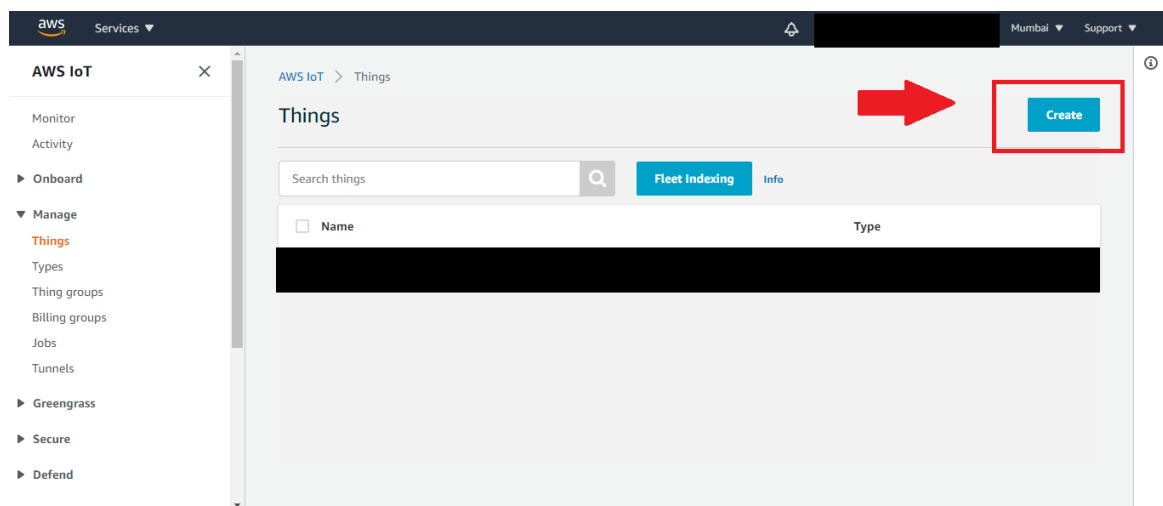 aws Services Mumbai Support
AWS IoT
Monitor
Activity
Onboard
Manage
Things
Types
Thing groups
Billing groups
Jobs
Tunnels
Greengrass
Secure
Defend
AWS IoT > Things
Things
Create
Search things
Fleet Indexing
Info
Name Type